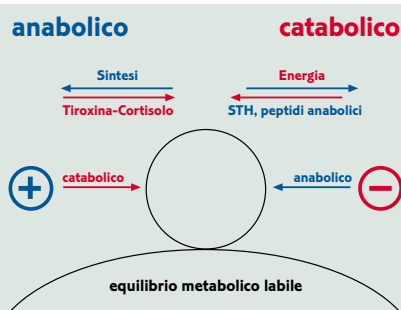 anabolico catabolico
Sintesi Energia
Tiroxina-Cortisolo STH, peptidi anabolici
+ catabolico anabolico −
equilibrio metabolico labile